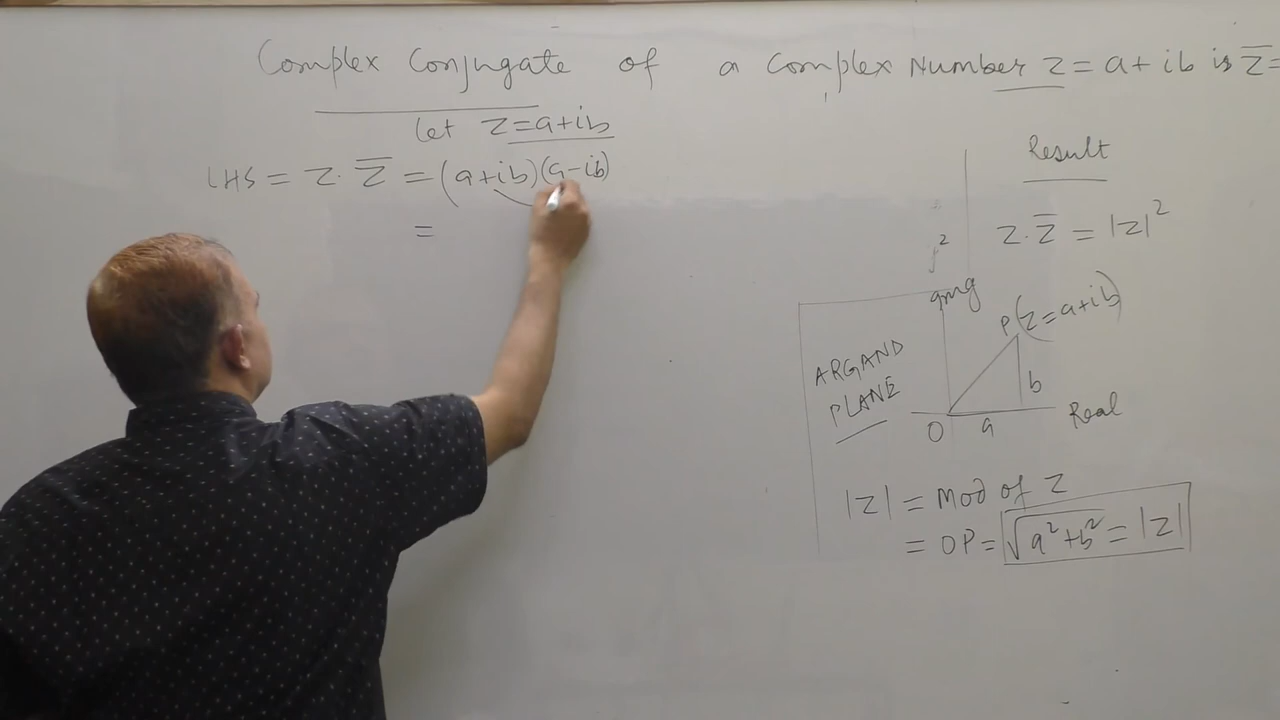 Complex Conjugate of a Complex Number z = a + ib is z̅ =
Let z = a + ib
LHS = z · z̅ = (a + ib)(a - ib)
=
Result
z · z̅ = |z|²
2
Img
P(z = a + ib)
ARGAND
PLANE
b
O a Real
|z| = Mod of z
= OP = √a² + b² = |z|